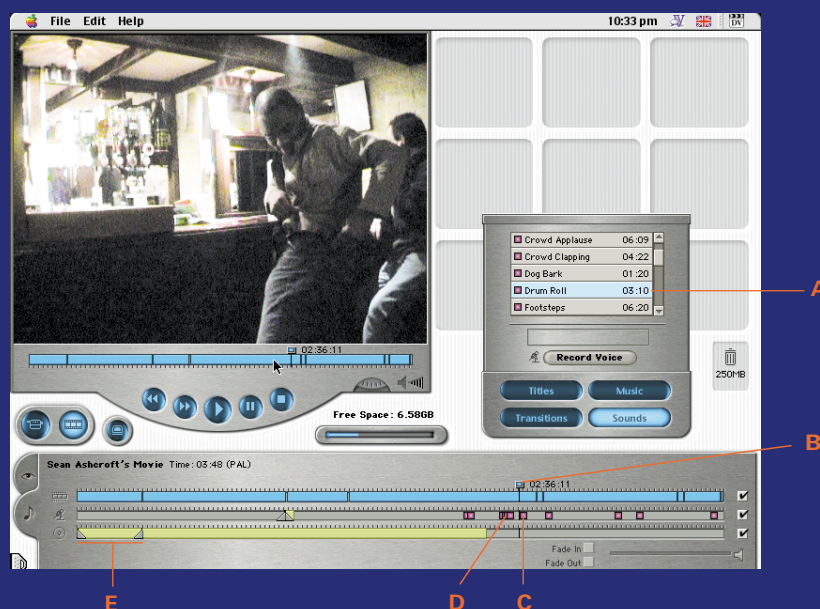 File Edit Help 10:33 pm DV
Crowd Applause 06:09
Crowd Clapping 04:22
Dog Bark 01:20
Drum Roll 03:10
Footsteps 06:20
A
02:36:11
Record Voice
250MB
Titles Music
Transitions Sounds
Free Space: 6.58GB
B
Sean Ashcroft's Movie Time: 03:48 (PAL)
02:36:11
Fade In
Fade Out
E D C